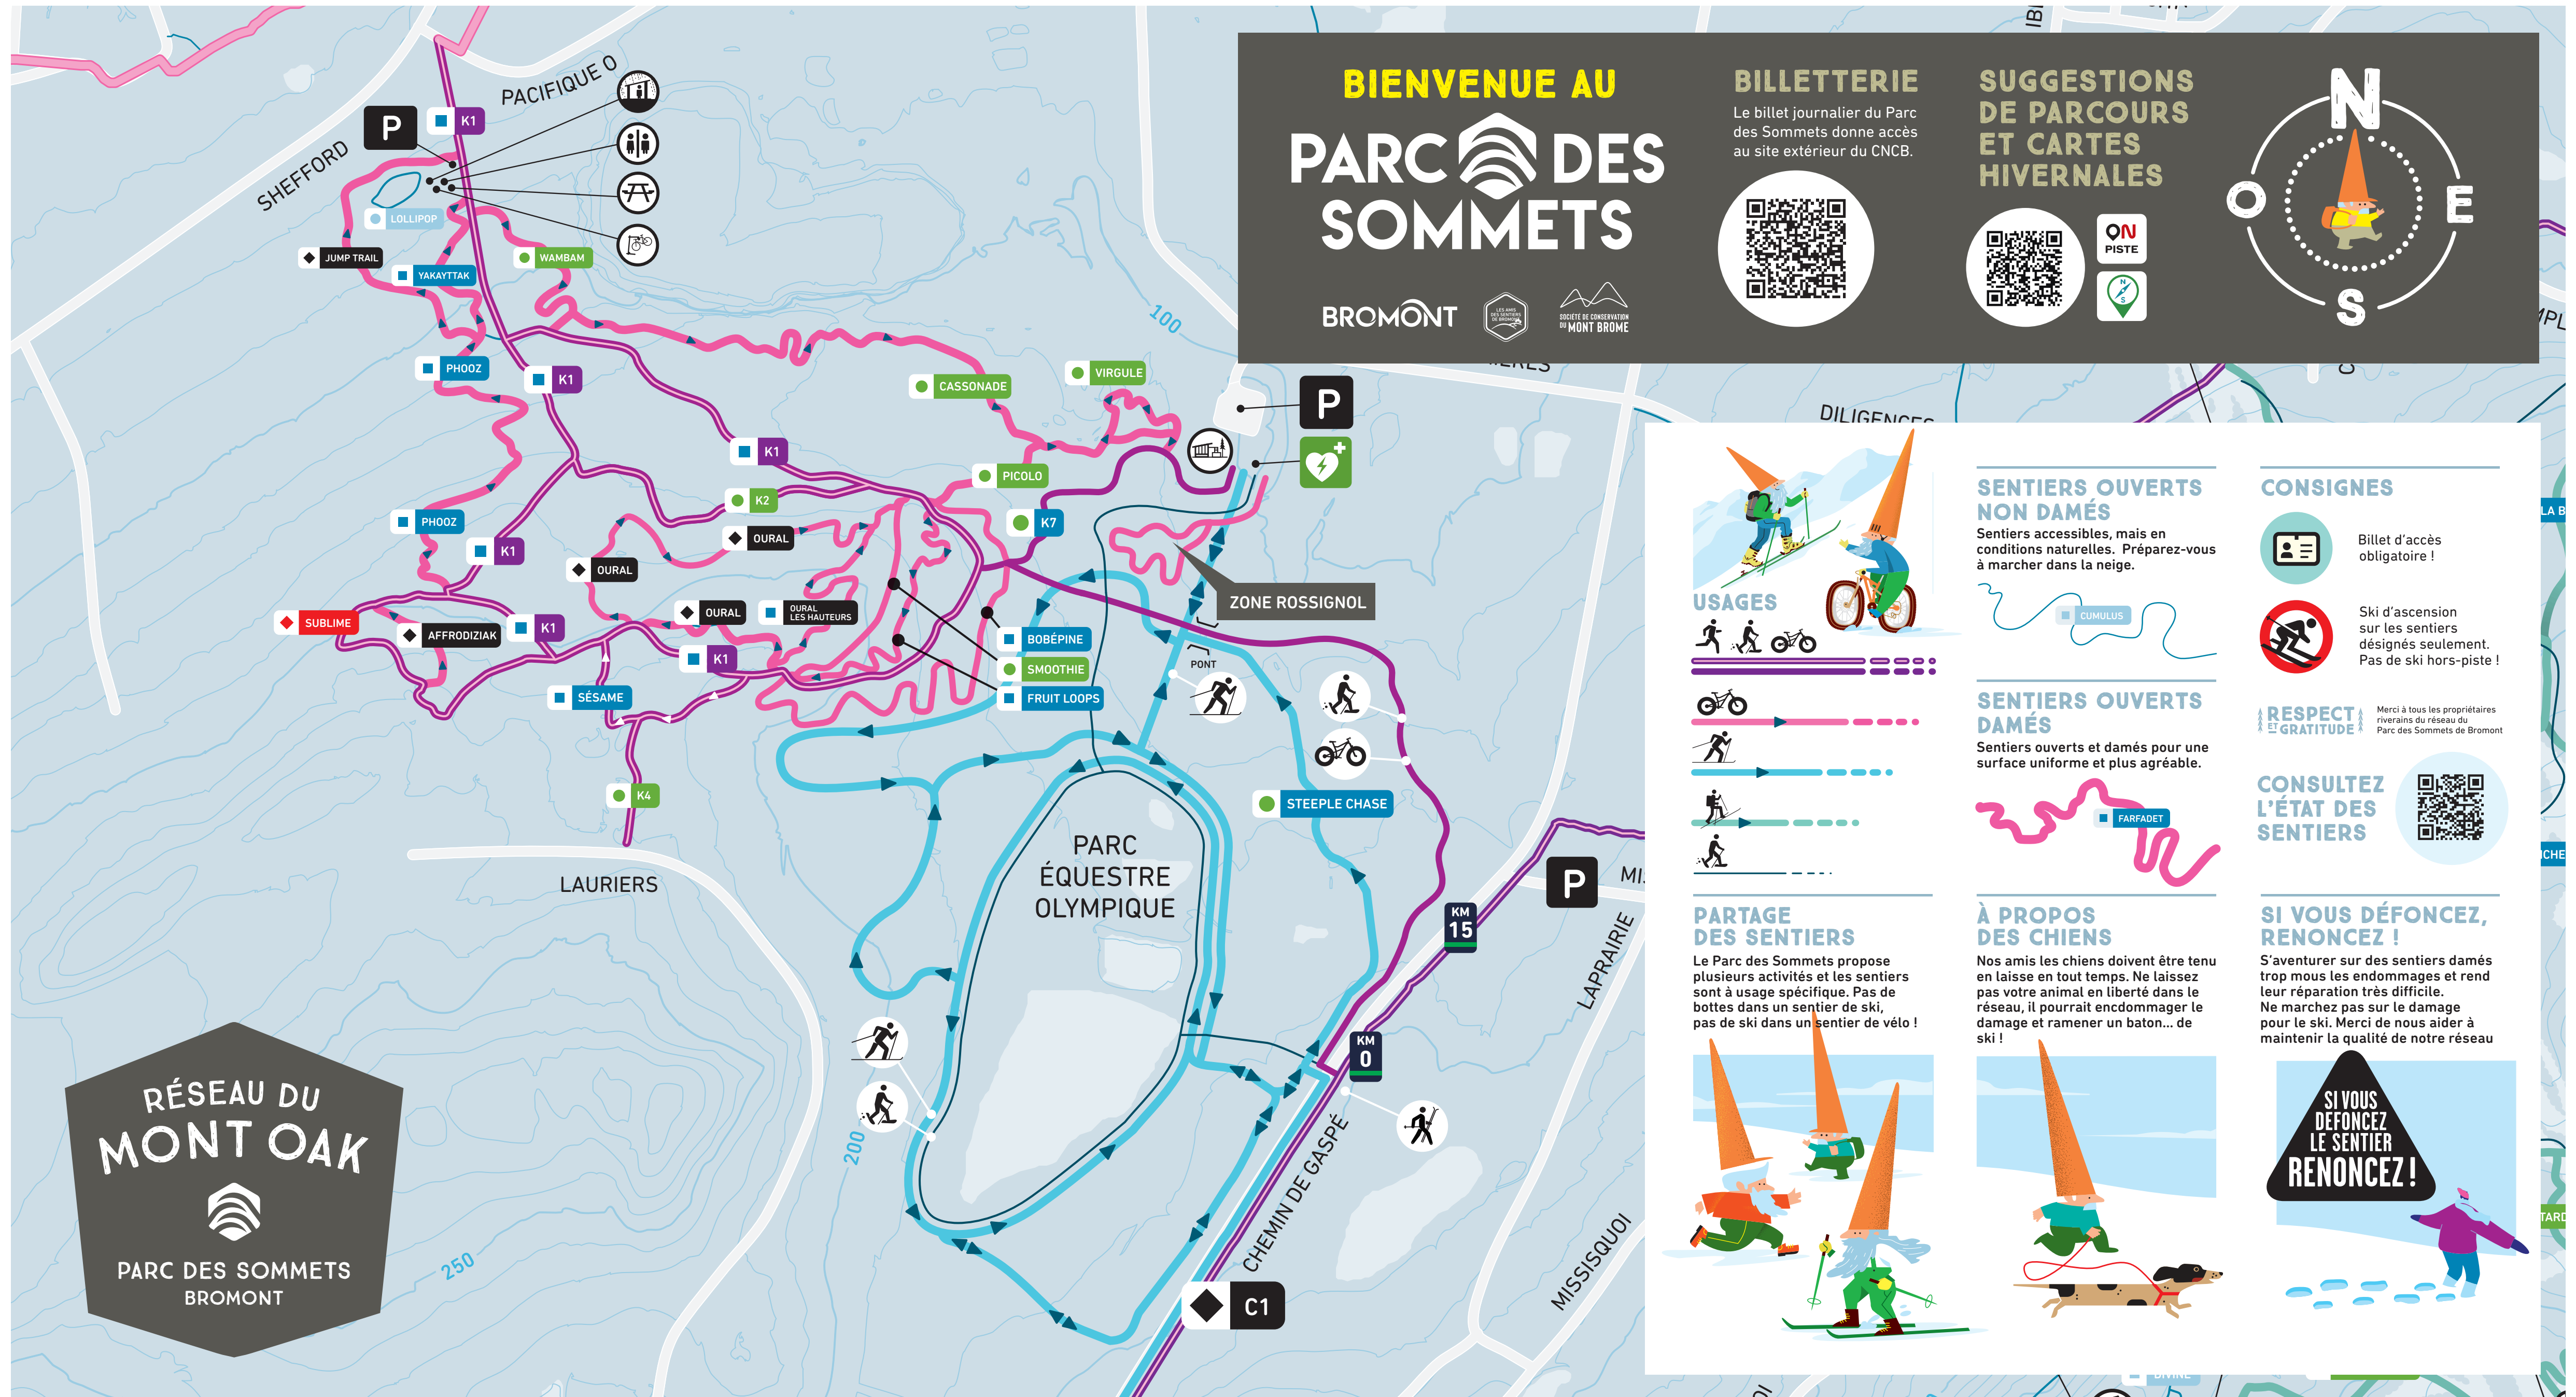 BIENVENUE AU
PARC DES
SOMMETS
BROMONT
LES AMIS
DES SENTIERS
DE BROMONT
SOCIÉTÉ DE CONSERVATION
DU MONT BROME
BILLETTERIE
Le billet journalier du Parc
des Sommets donne accès
au site extérieur du CNCB.
SUGGESTIONS
DE PARCOURS
ET CARTES
HIVERNALES
ON
PISTE
N
S
N
O
E
S
PACIFIQUE O
SHEFFORD
P
K1
LOLLIPOP
JUMP TRAIL
YAKAYTTAK
WAMBAM
PHOOZ
K1
100
CASSONADE
VIRGULE
P
DILIGENCES
K1
PICOLO
K2
K7
PHOOZ
OURAL
K1
OURAL
ZONE ROSSIGNOL
OURAL
OURAL
LES HAUTEURS
SUBLIME
AFFRODIZIAK
K1
BOBÉPINE
K1
SMOOTHIE
PONT
SÉSAME
FRUIT LOOPS
K4
STEEPLE CHASE
LAURIERS
PARC
ÉQUESTRE
OLYMPIQUE
P
KM
15
LAPRAIRIE
KM
0
200
250
CHEMIN DE GASPÉ
MISSISQUOI
C1
RÉSEAU DU
MONT OAK
PARC DES SOMMETS
BROMONT
USAGES
SENTIERS OUVERTS
NON DAMÉS
Sentiers accessibles, mais en
conditions naturelles. Préparez-vous
à marcher dans la neige.
CUMULUS
SENTIERS OUVERTS
DAMÉS
Sentiers ouverts et damés pour une
surface uniforme et plus agréable.
FARFADET
CONSIGNES
Billet d'accès
obligatoire !
Ski d'ascension
sur les sentiers
désignés seulement.
Pas de ski hors-piste !
RESPECT
ET GRATITUDE
Merci à tous les propriétaires
riverains du réseau du
Parc des Sommets de Bromont
CONSULTEZ
L'ÉTAT DES
SENTIERS
PARTAGE
DES SENTIERS
Le Parc des Sommets propose
plusieurs activités et les sentiers
sont à usage spécifique. Pas de
bottes dans un sentier de ski,
pas de ski dans un sentier de vélo !
À PROPOS
DES CHIENS
Nos amis les chiens doivent être tenu
en laisse en tout temps. Ne laissez
pas votre animal en liberté dans le
réseau, il pourrait encdommager le
damage et ramener un baton... de
ski !
SI VOUS DÉFONCEZ,
RENONCEZ !
S'aventurer sur des sentiers damés
trop mous les endommages et rend
leur réparation très difficile.
Ne marchez pas sur le damage
pour le ski. Merci de nous aider à
maintenir la qualité de notre réseau
SI VOUS
DÉFONCEZ
LE SENTIER
RENONCEZ !